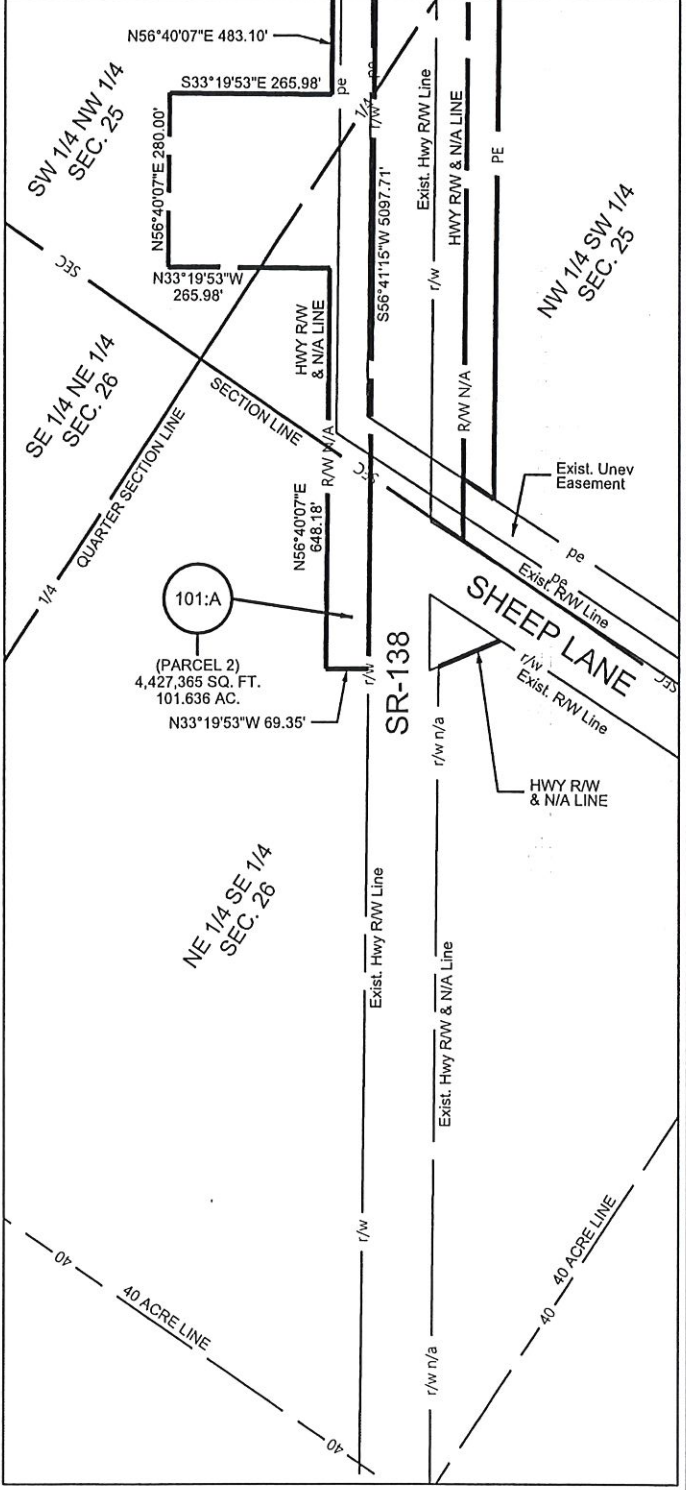 N56°40'07"E 483.10'
S33°19'53"E 265.98'
pe
pe
1/4
r/w
SW 1/4 NW 1/4
SEC. 25
N56°40'07"E 280.00'
N33°19'53"W
265.98'
SEC
SE 1/4 NE 1/4
SEC. 26
SECTION LINE
1/4
QUARTER SECTION LINE
HWY R/W
& N/A LINE
R/W N/A
S56°41'15"W 5097.71'
Exist. Hwy R/W Line
r/w
HWY R/W & N/A LINE
R/W N/A
PE
NW 1/4 SW 1/4
SEC. 25
SEC
N56°40'07"E
648.18'
101:A
(PARCEL 2)
4,427,365 SQ. FT.
101.636 AC.
N33°19'53"W 69.35'
r/w
SR-138
Exist. Unev
Easement
pe
pe
Exist. R/W Line
SHEEP LANE
r/w
Exist. R/W Line
SEC
r/w n/a
HWY R/W
& N/A LINE
NE 1/4 SE 1/4
SEC. 26
Exist. Hwy R/W Line
Exist. Hwy R/W & N/A Line
r/w
r/w n/a
40
40 ACRE LINE
40
40
40 ACRE LINE